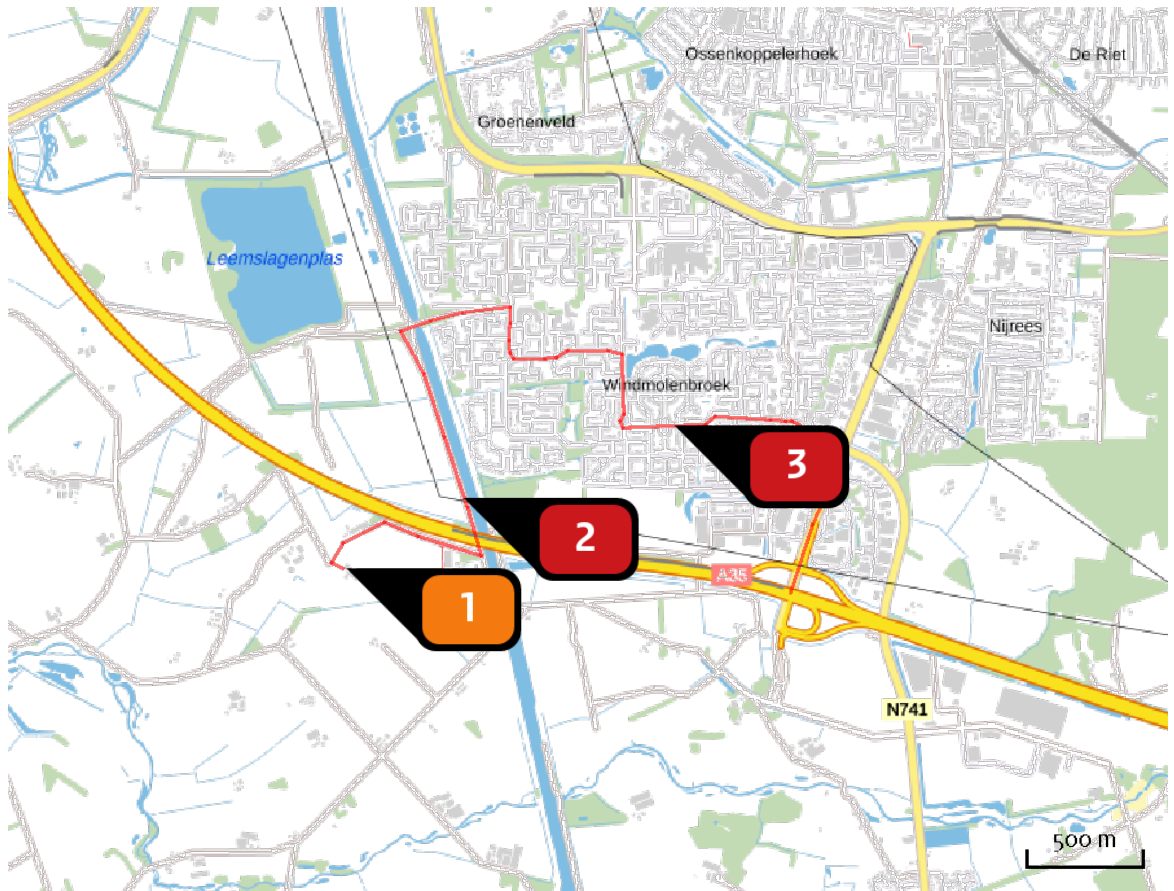 Ossenkoppelerhoek
De Riet
Groenenveld
Leemslagenplas
Nijrees
Windmolenbroek
3
2
A35
1
N741
500 m